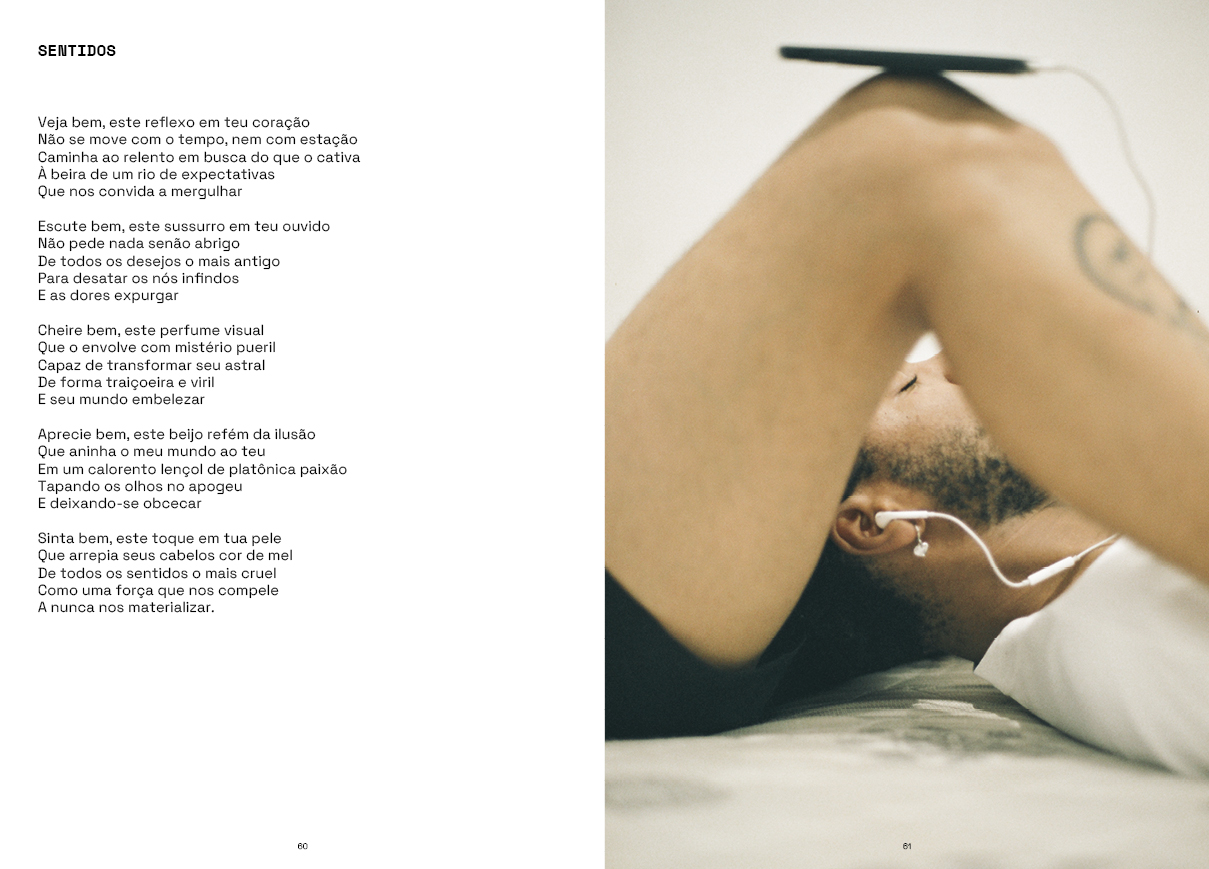 SENTIDOS
Veja bem, este reflexo em teu coração
Não se move com o tempo, nem com estação
Caminha ao relento em busca do que o cativa
À beira de um rio de expectativas
Que nos convida a mergulhar
Escute bem, este sussurro em teu ouvido
Não pede nada senão abrigo
De todos os desejos o mais antigo
Para desatar os nós infindos
E as dores expurgar
Cheire bem, este perfume visual
Que o envolve com mistério pueril
Capaz de transformar seu astral
De forma traiçoeira e viril
E seu mundo embelezar
Aprecie bem, este beijo refém da ilusão
Que aninha o meu mundo ao teu
Em um calorento lençol de platônica paixão
Tapando os olhos no apogeu
E deixando-se obcecar
Sinta bem, este toque em tua pele
Que arrepia seus cabelos cor de mel
De todos os sentidos o mais cruel
Como uma força que nos compele
A nunca nos materializar.
60
61